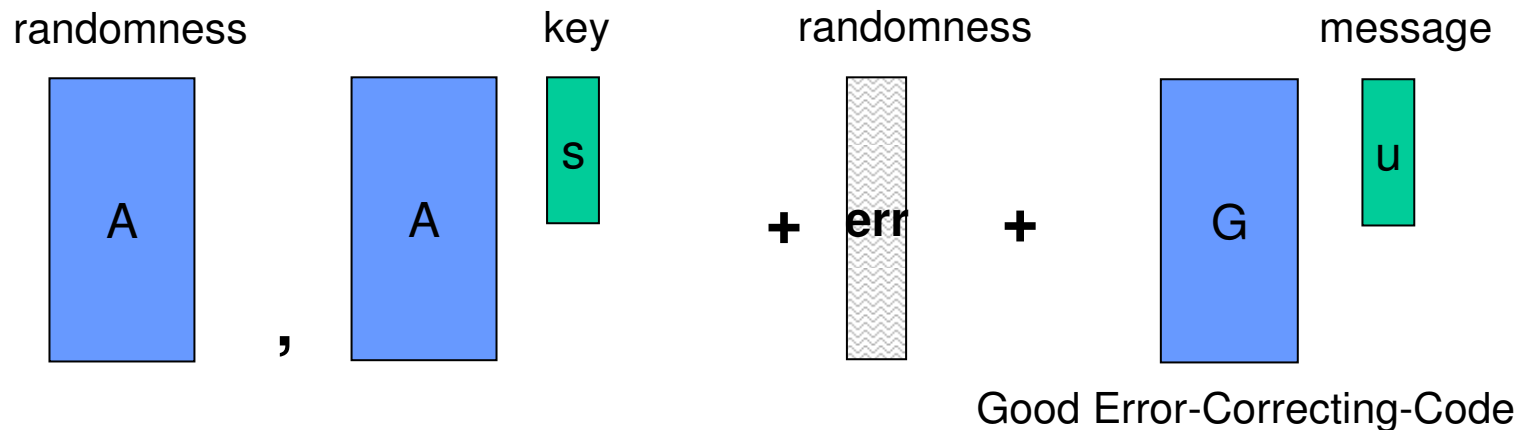 randomness key randomness message
A , A s + err + G u
Good Error-Correcting-Code